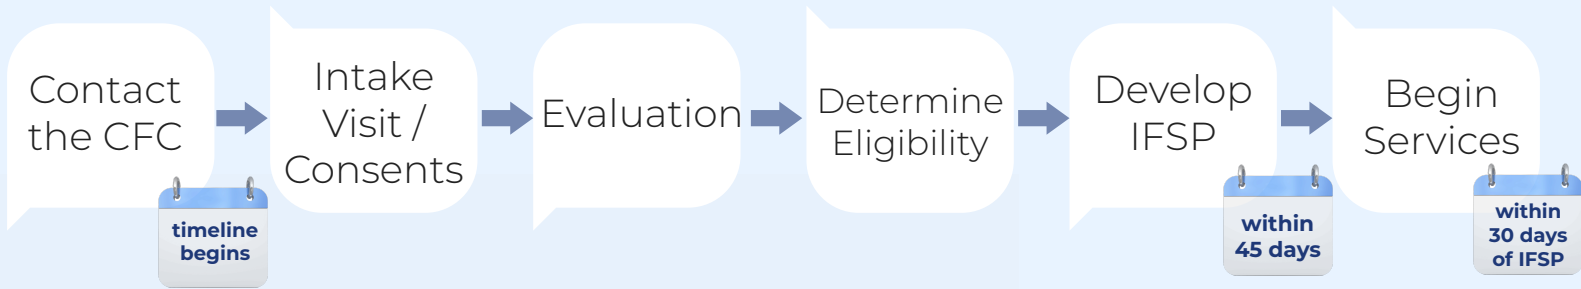 Contact
the CFC
timeline
begins
Intake
Visit /
Consents
Evaluation
Determine
Eligibility
Develop
IFSP
within
45 days
Begin
Services
within
30 days
of IFSP